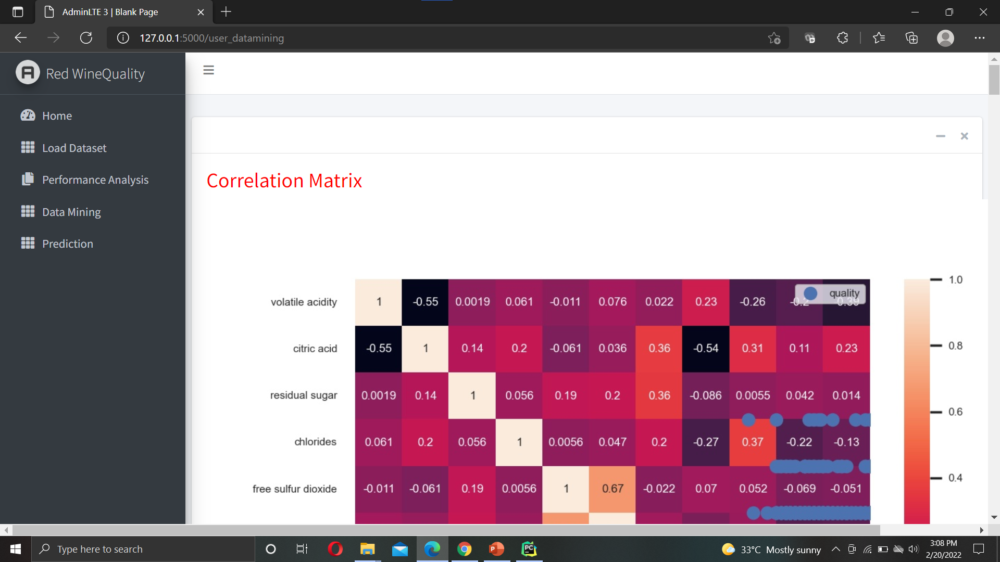 AdminLTE 3 | Blank Page
127.0.0.1:5000/user_datamining
Red WineQuality
Home
Load Dataset
Performance Analysis
Data Mining
Prediction
Correlation Matrix
quality
volatile acidity 1 -0.55 0.0019 0.061 -0.011 0.076 0.022 0.23 -0.26 -0.2 -0.39
citric acid -0.55 1 0.14 0.2 -0.061 0.036 0.36 -0.54 0.31 0.11 0.23
residual sugar 0.0019 0.14 1 0.056 0.19 0.2 0.36 -0.086 0.0055 0.042 0.014
chlorides 0.061 0.2 0.056 1 0.0056 0.047 0.2 -0.27 0.37 -0.22 -0.13
free sulfur dioxide -0.011 -0.061 0.19 0.0056 1 0.67 -0.022 0.07 0.052 -0.069 -0.051
1.0
0.8
0.6
0.4
Type here to search
33°C Mostly sunny
3:08 PM
2/20/2022